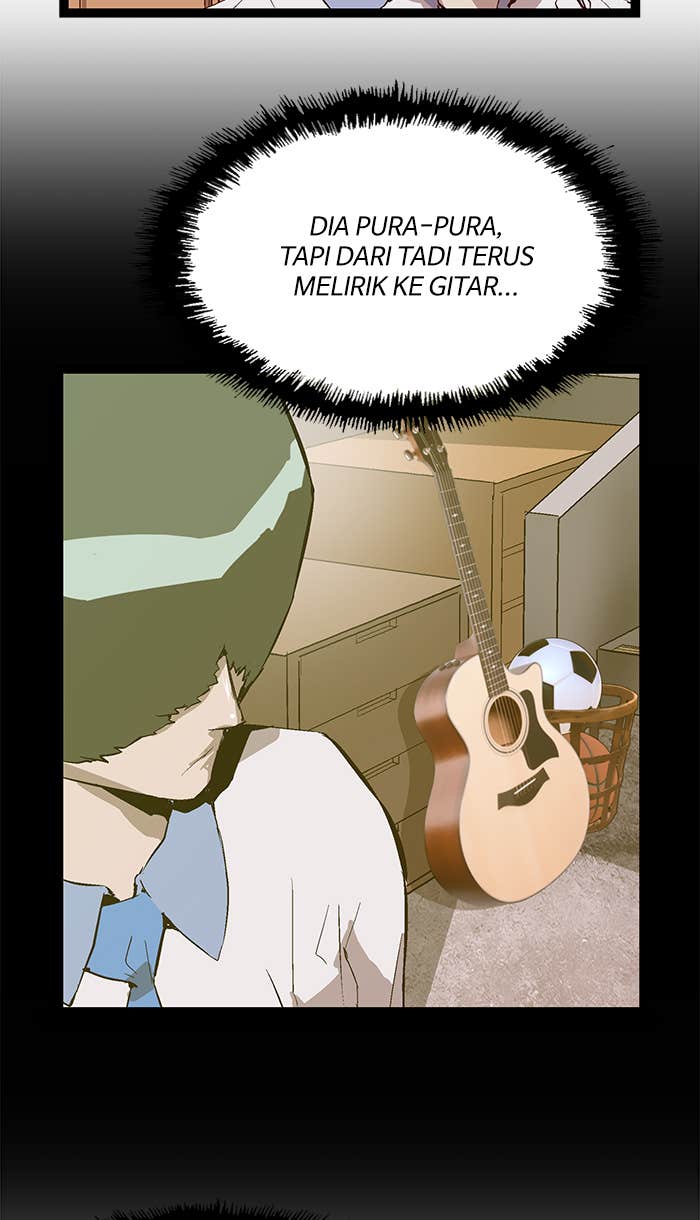 DIA PURA-PURA,
TAPI DARI TADI TERUS
MELIRIK KE GITAR...